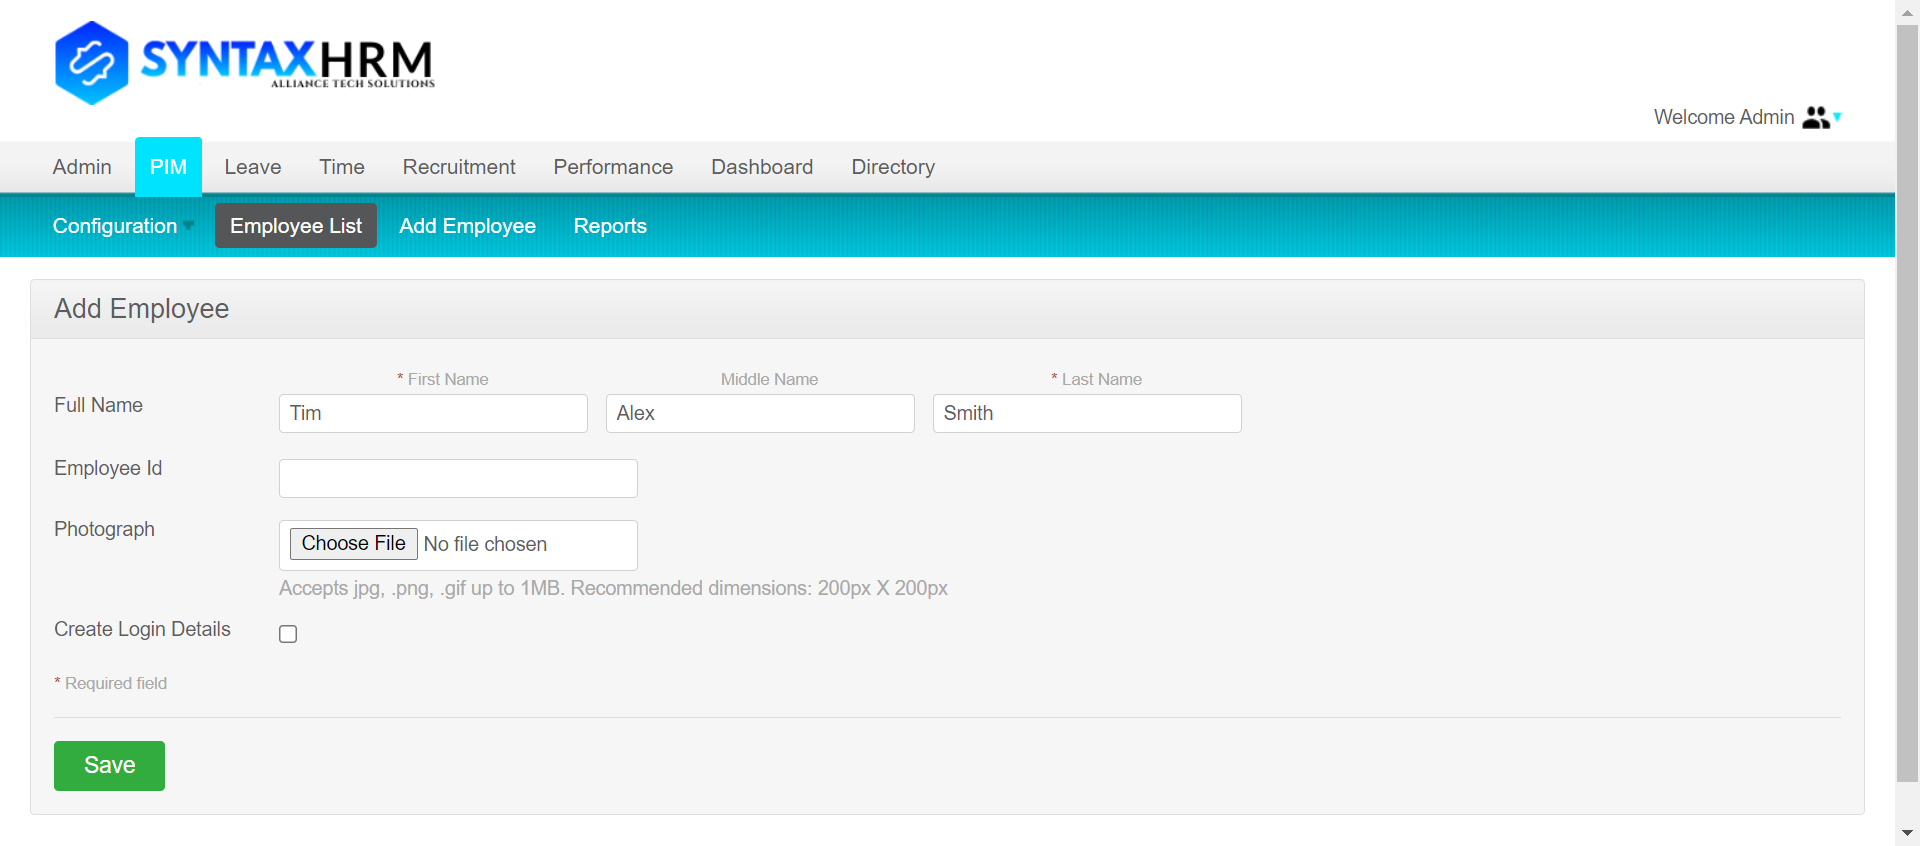 SYNTAXHRM
ALLIANCE TECH SOLUTIONS
Welcome Admin
Admin PIM Leave Time Recruitment Performance Dashboard Directory
Configuration Employee List Add Employee Reports
Add Employee
* First Name Middle Name * Last Name
Full Name Tim Alex Smith
Employee Id
Photograph Choose File No file chosen
Accepts jpg, .png, .gif up to 1MB. Recommended dimensions: 200px X 200px
Create Login Details
* Required field
Save